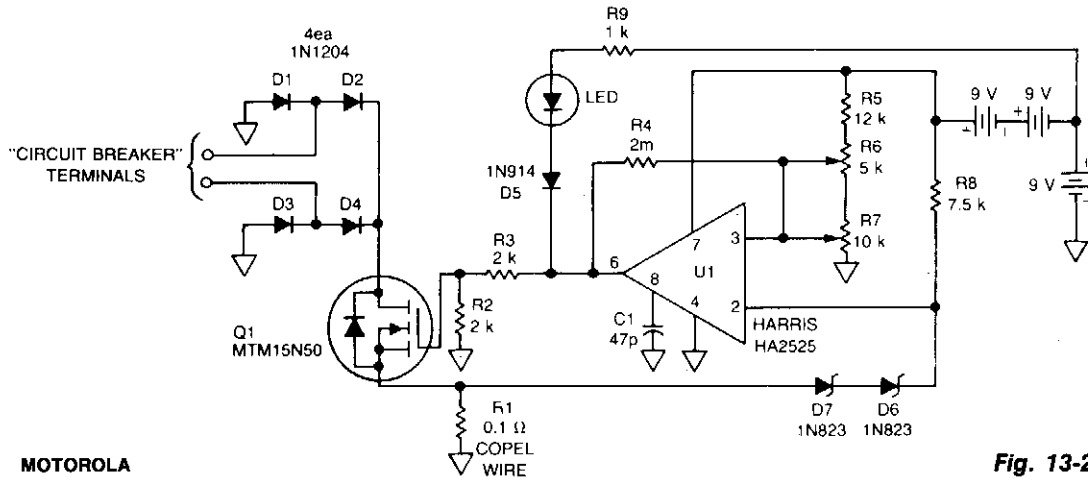 R9
1 k
4ea
1N1204
D1
D2
LED
9 V
9 V
R5
12 k
R4
2m
R6
5 k
"CIRCUIT BREAKER"
TERMINALS
1N914
D5
9 V
R8
7.5 k
D3
D4
R3
2 k
R7
10 k
7
3
6
U1
8
4
2
R2
2 k
C1
47p
HARRIS
HA2525
Q1
MTM15N50
R1
0.1 Ω
COPEL
WIRE
D7
1N823
D6
1N823
MOTOROLA
Fig. 13-2